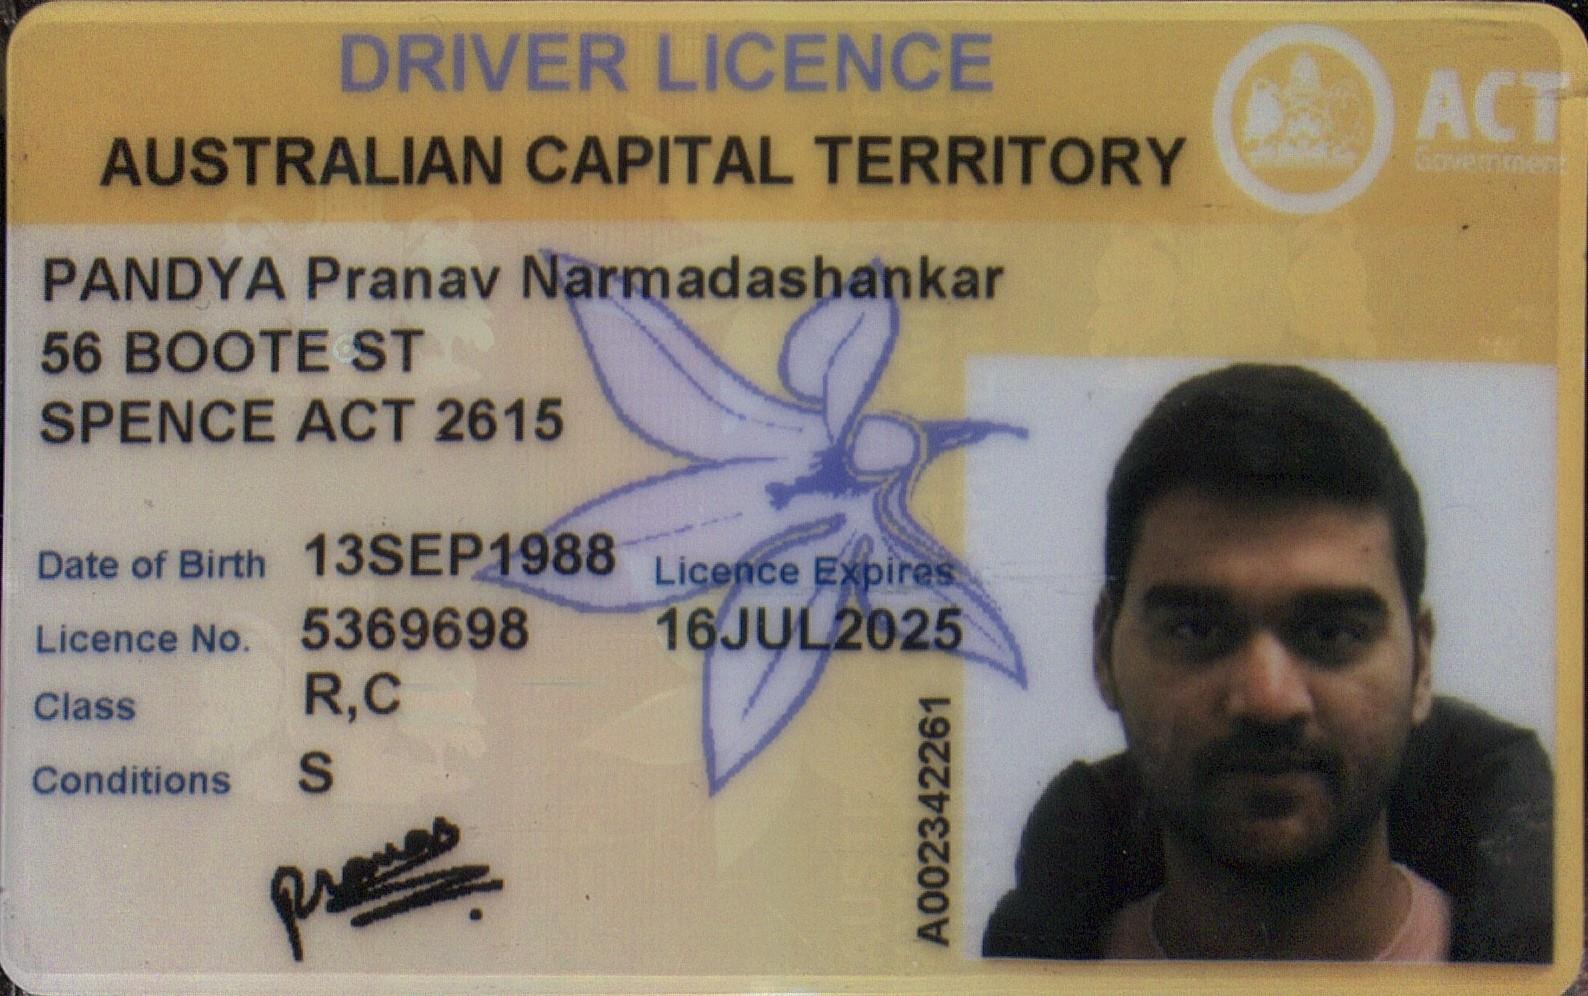 DRIVER LICENCE
AUSTRALIAN CAPITAL TERRITORY
ACT
Government
PANDYA Pranav Narmadashankar
56 BOOTE ST
SPENCE ACT 2615
Date of Birth 13SEP1988
Licence Expires
Licence No. 5369698
16JUL2025
Class R,C
Conditions S
Pranav
A002342261